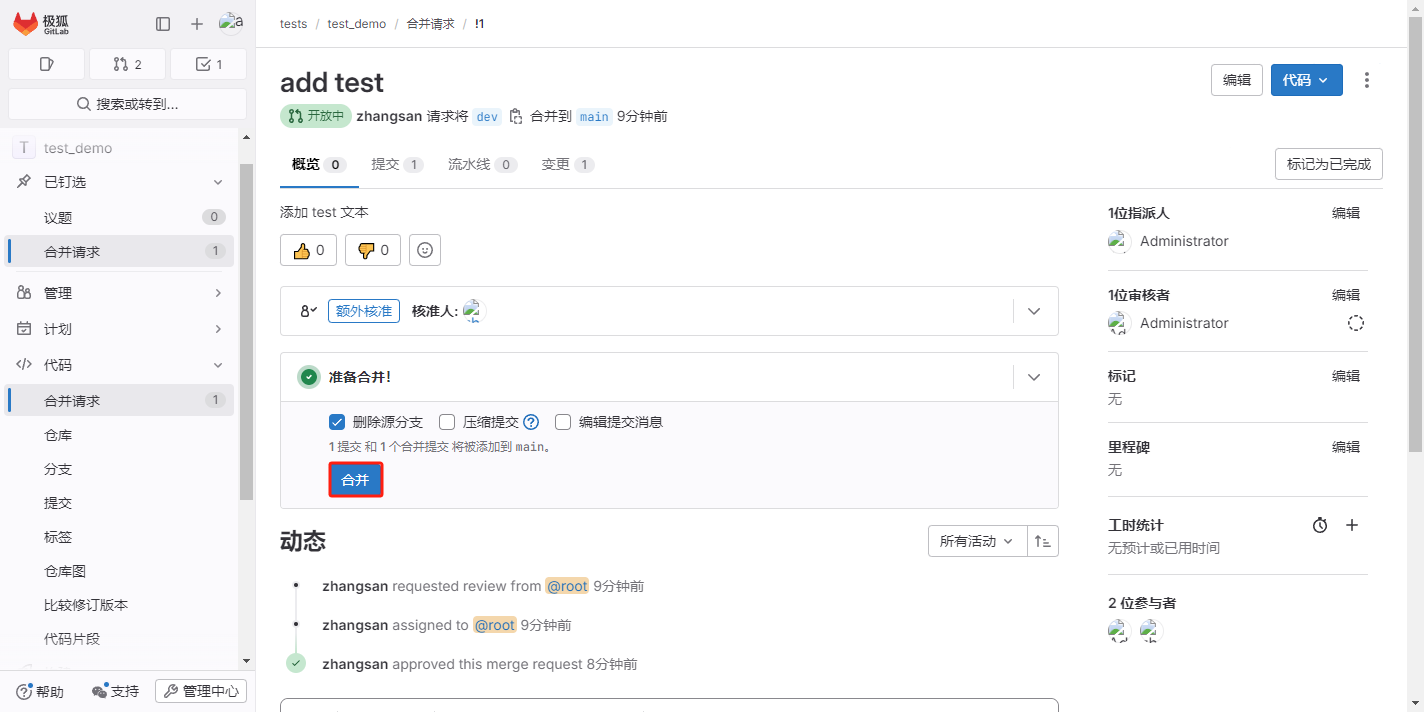 极狐
GitLab
2
1
搜索或转到...
T test_demo
已钉选
议题 0
合并请求 1
管理
计划
代码
合并请求 1
仓库
分支
提交
标签
仓库图
比较修订版本
代码片段
帮助 支持 管理中心
tests / test_demo / 合并请求 / !1
add test
编辑 代码
开放中 zhangsan 请求将 dev 合并到 main 9分钟前
概览 0 提交 1 流水线 0 变更 1
标记为已完成
添加 test 文本
0 0
额外核准 核准人:
准备合并!
删除源分支 压缩提交 编辑提交消息
1 提交 和 1 个合并提交 将被添加到 main。
合并
动态
所有活动
zhangsan requested review from @root 9分钟前
zhangsan assigned to @root 9分钟前
zhangsan approved this merge request 8分钟前
1位指派人 编辑
Administrator
1位审核者 编辑
Administrator
标记 编辑
无
里程碑 编辑
无
工时统计
无预计或已用时间
2 位参与者